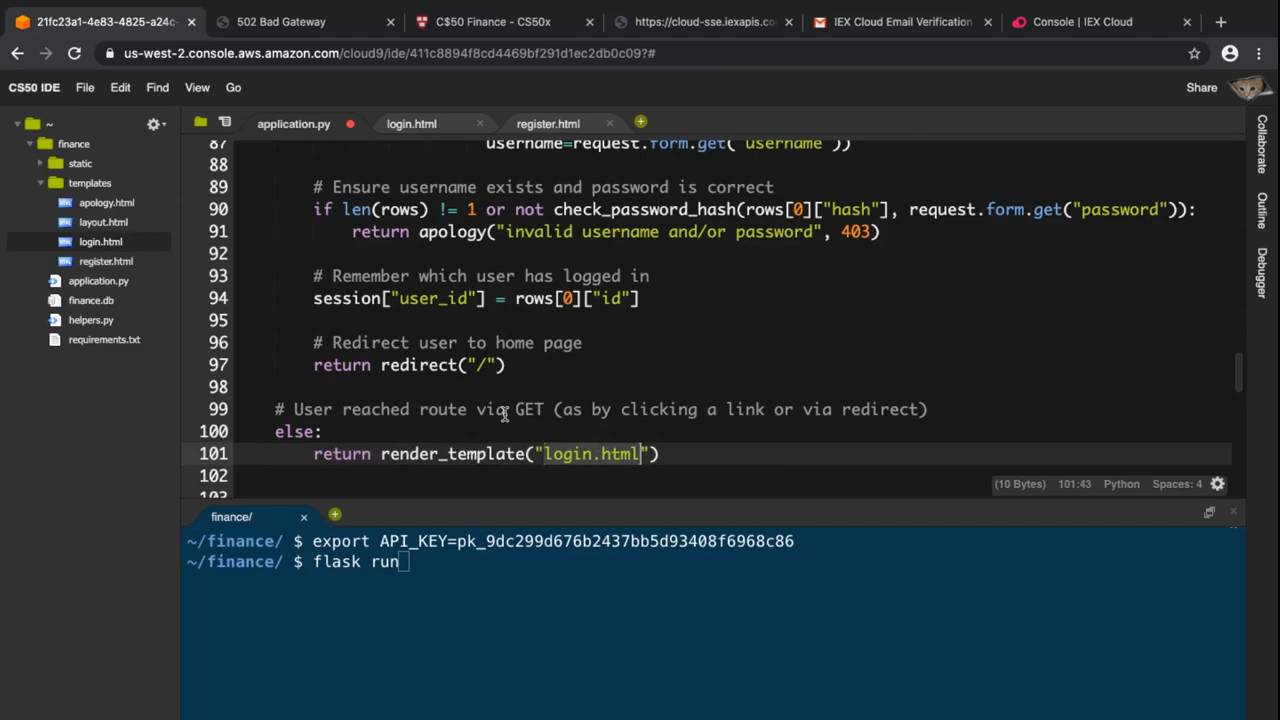 21fc23a1-4e83-4825-a24c-
502 Bad Gateway
C$50 Finance - CS50x
https://cloud-sse.iexapis.co
IEX Cloud Email Verification
Console | IEX Cloud
us-west-2.console.aws.amazon.com/cloud9/ide/411c8894f8cd4469bf291d1ec2db0c09?#
CS50 IDE File Edit Find View Go Share
~
finance
static
templates
apology.html
layout.html
login.html
register.html
application.py
finance.db
helpers.py
requirements.txt
application.py login.html register.html
87 username=request.form.get("username"))
88
89 # Ensure username exists and password is correct
90 if len(rows) != 1 or not check_password_hash(rows[0]["hash"], request.form.get("password")):
91 return apology("invalid username and/or password", 403)
92
93 # Remember which user has logged in
94 session["user_id"] = rows[0]["id"]
95
96 # Redirect user to home page
97 return redirect("/")
98
99 # User reached route via GET (as by clicking a link or via redirect)
100 else:
101 return render_template("login.html")
102
103
(10 Bytes) 101:43 Python Spaces: 4
Collaborate
Outline
Debugger
finance/
~/finance/ $ export API_KEY=pk_9dc299d676b2437bb5d93408f6968c86
~/finance/ $ flask run